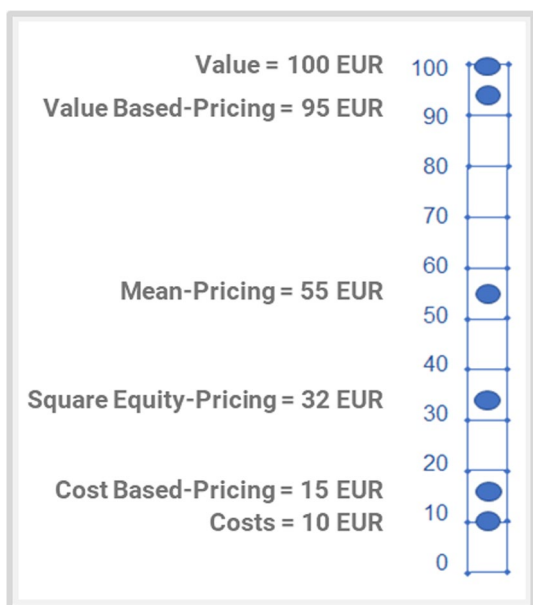 Value = 100 EUR 100
Value Based-Pricing = 95 EUR 90
80
70
60
Mean-Pricing = 55 EUR
50
40
Square Equity-Pricing = 32 EUR
30
20
Cost Based-Pricing = 15 EUR
Costs = 10 EUR 10
0